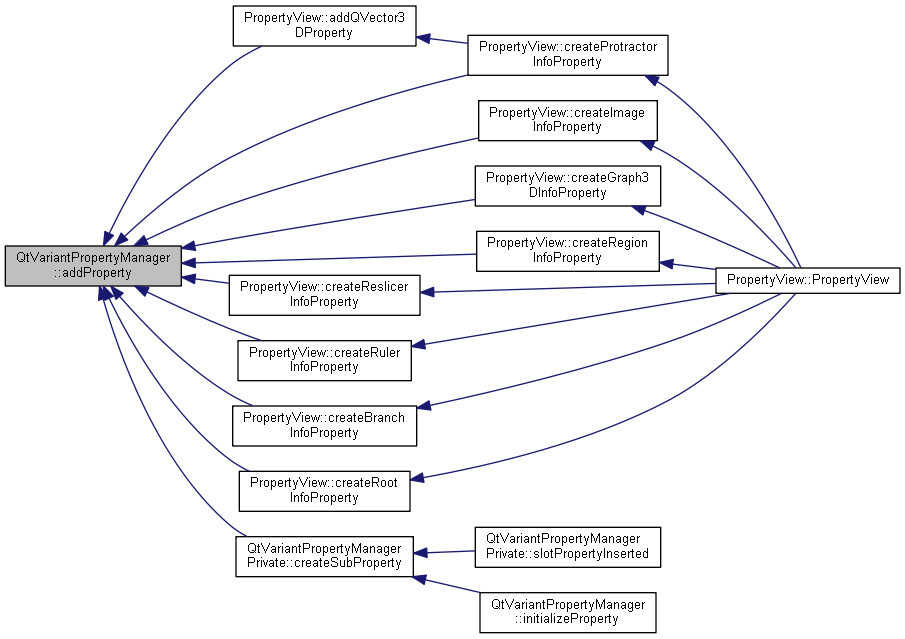 PropertyView::addQVector3
DProperty
PropertyView::createProtractor
InfoProperty
PropertyView::createImage
InfoProperty
PropertyView::createGraph3
DInfoProperty
PropertyView::createRegion
InfoProperty
QtVariantPropertyManager
::addProperty
PropertyView::PropertyView
PropertyView::createReslicer
InfoProperty
PropertyView::createRuler
InfoProperty
PropertyView::createBranch
InfoProperty
PropertyView::createRoot
InfoProperty
QtVariantPropertyManager
Private::createSubProperty
QtVariantPropertyManager
Private::slotPropertyInserted
QtVariantPropertyManager
::initializeProperty